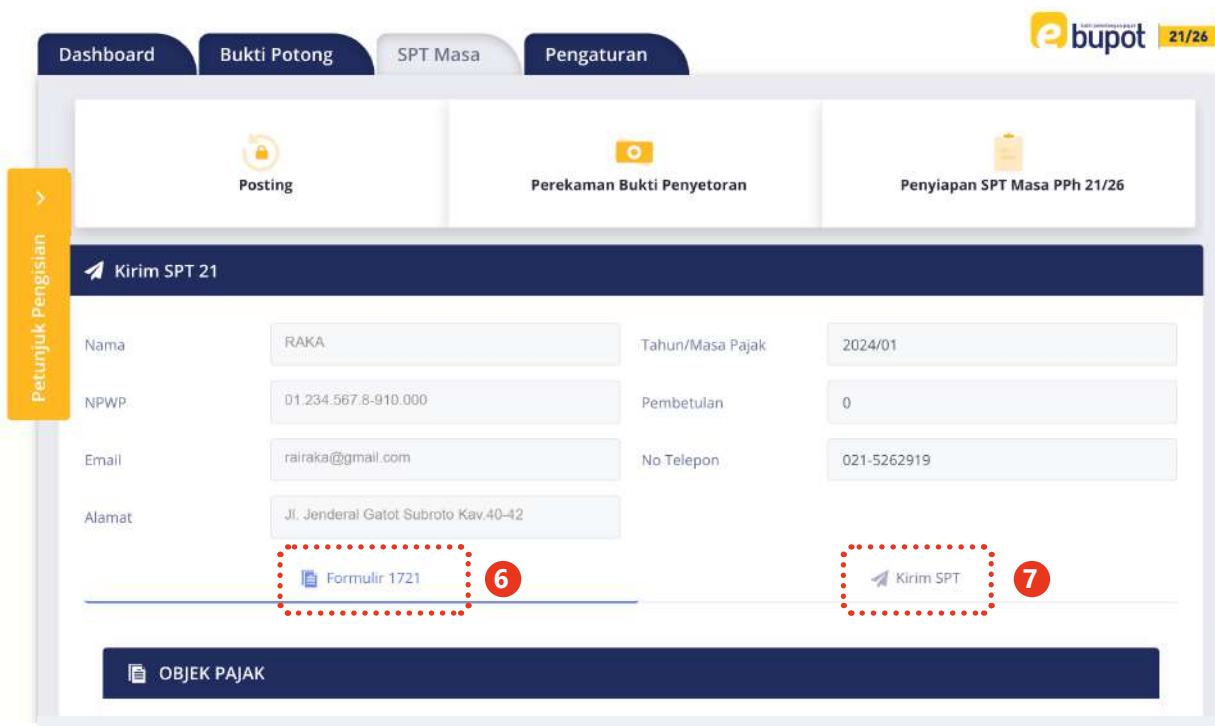 bupot 21/26
Dashboard Bukti Potong SPT Masa Pengaturan
Posting Perekaman Bukti Penyetoran Penyiapan SPT Masa PPh 21/26
Petunjuk Pengisian
Kirim SPT 21
Nama RAKA Tahun/Masa Pajak 2024/01
NPWP 01.234.567.8-910.000 Pembetulan 0
Email rairaka@gmail.com No Telepon 021-5262919
Alamat Jl. Jenderal Gatot Subroto Kav.40-42
Formulir 1721 6 Kirim SPT 7
OBJEK PAJAK